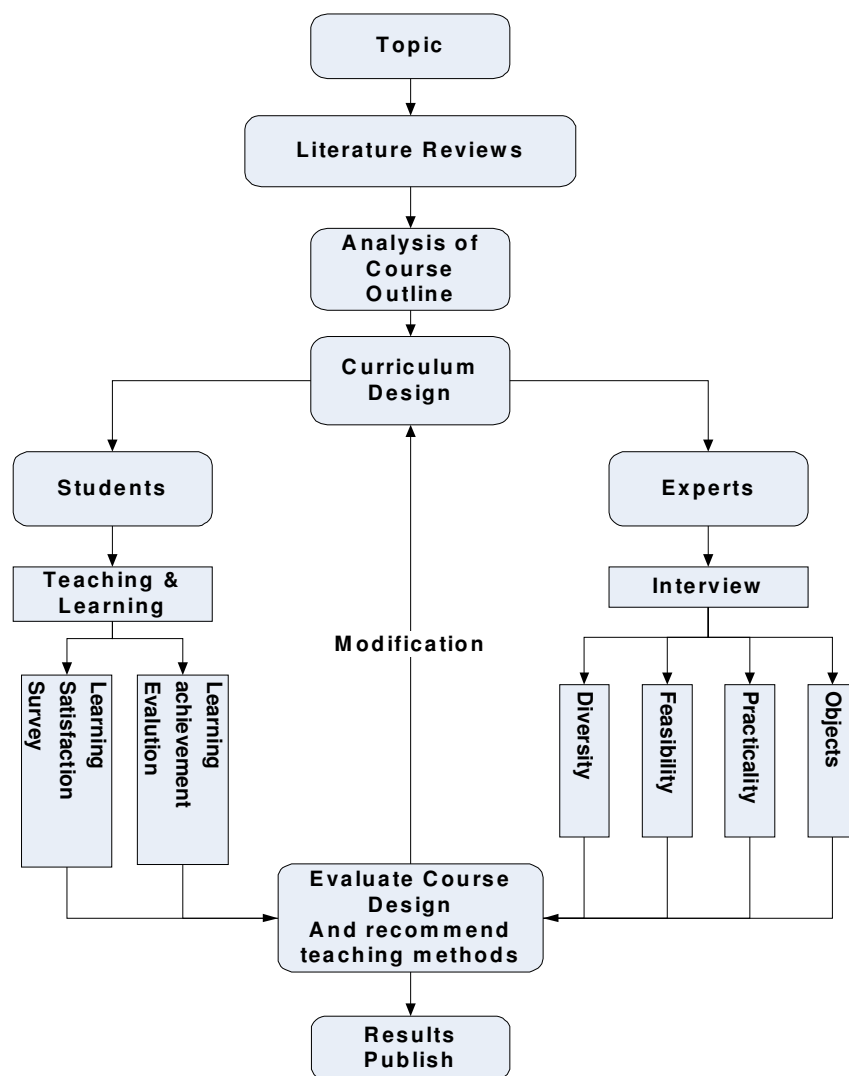 Topic
Literature Reviews
Analysis of
Course
Outline
Curriculum
Design
Students
Experts
Teaching &
Learning
Interview
Modification
Learning
Satisfaction
Survey
Learning
achievement
Evalution
Diversity
Feasibility
Practicality
Objects
Evaluate Course
Design
And recommend
teaching methods
Results
Publish